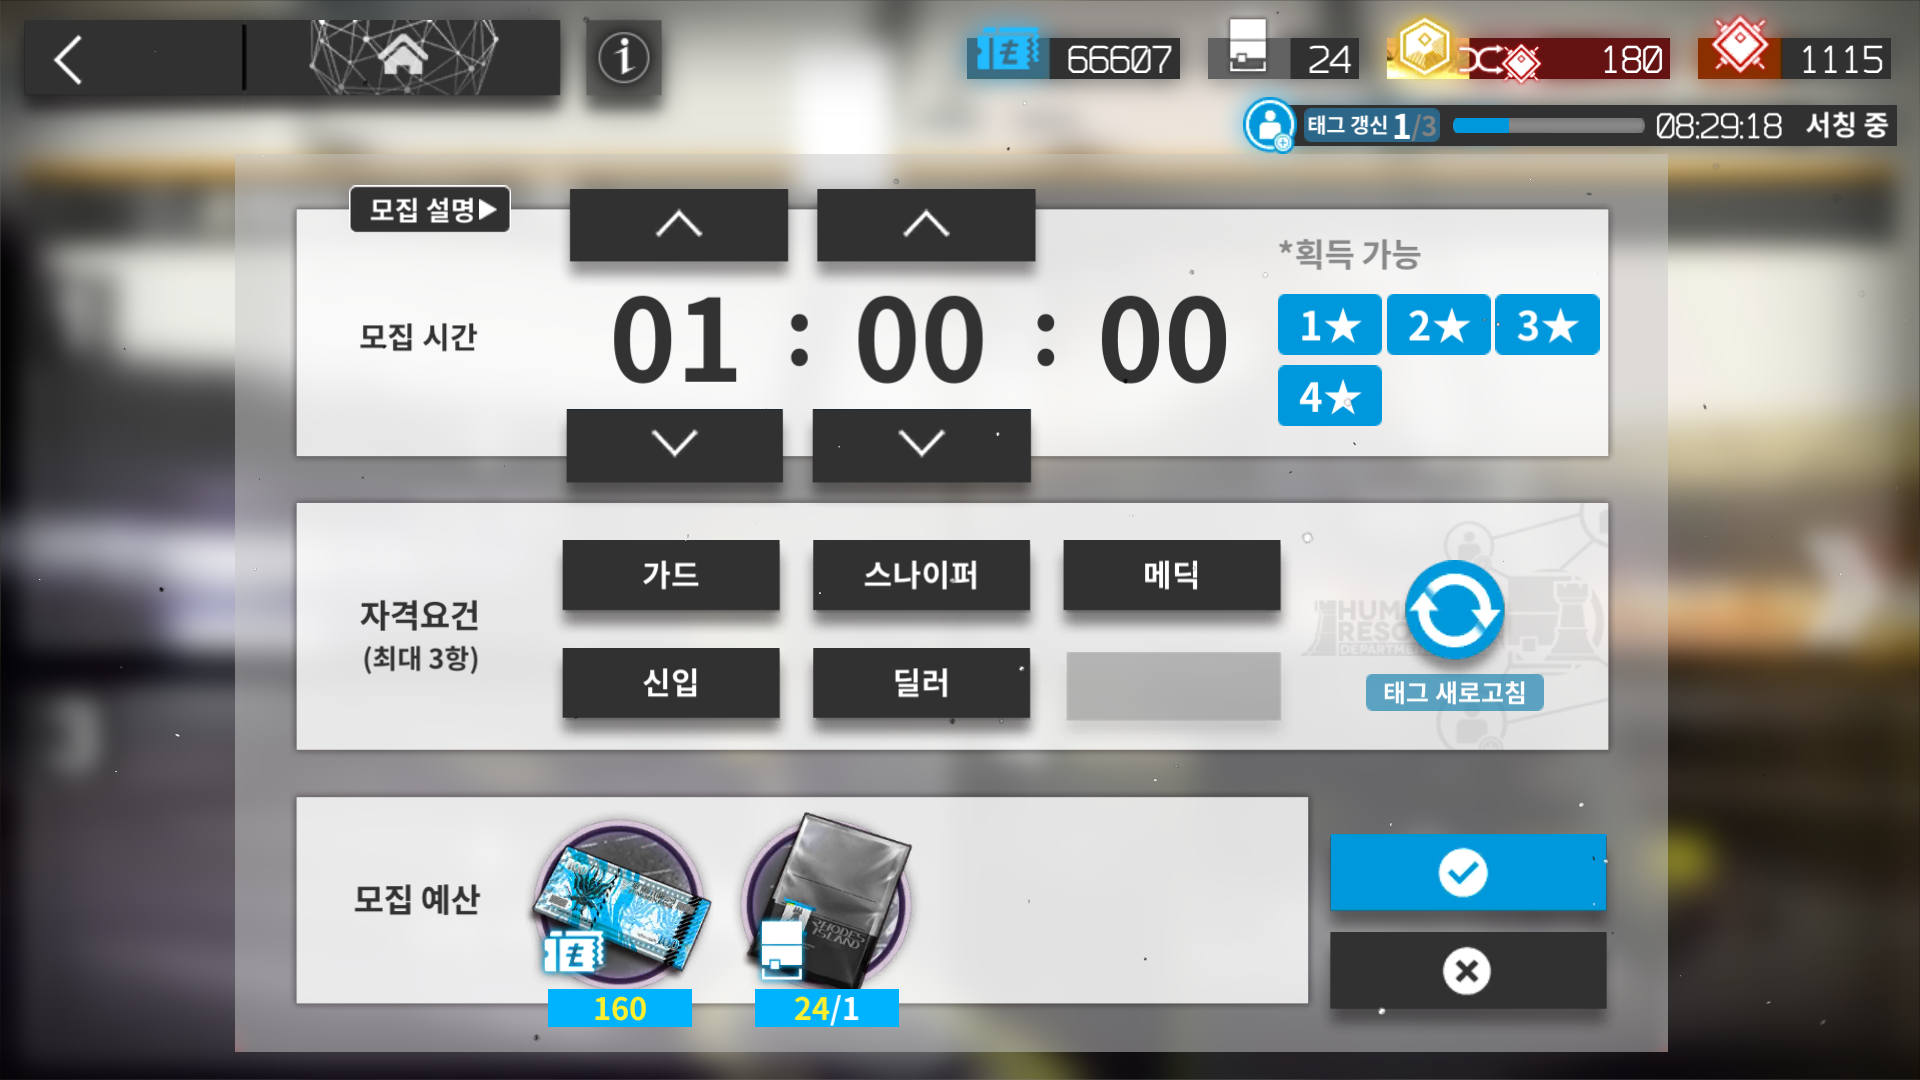 66607
24
180
1115
태그 갱신 1/3
08:29:18
서칭 중
모집 설명▶
*획득 가능
모집 시간
01 : 00 : 00
1★ 2★ 3★
4★
가드
스나이퍼
메딕
자격요건
(최대 3항)
신입
딜러
태그 새로고침
모집 예산
RHODES
ISLAND
160
24/1